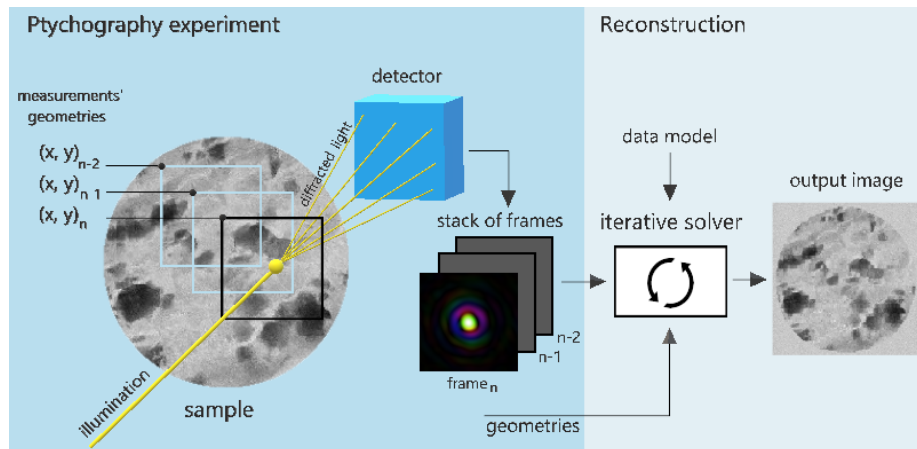 Ptychography experiment
Reconstruction
measurements'
geometries
(x, y)n-2
(x, y)n-1
(x, y)n
detector
diffracted light
illumination
sample
stack of frames
n-2
n-1
frame n
geometries
data model
iterative solver
output image